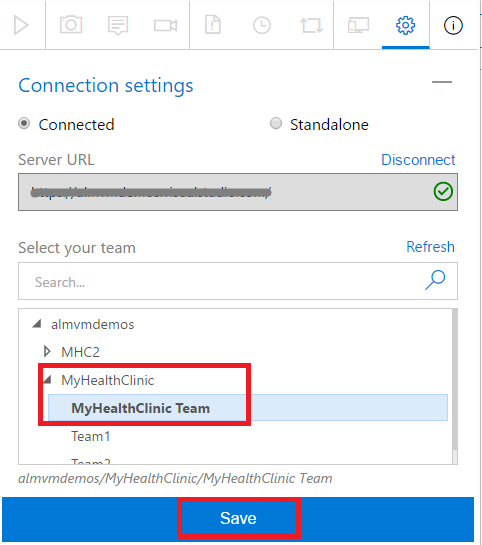 Connection settings
Connected Standalone
Server URL Disconnect
Select your team Refresh
Search...
almvmdemos
MHC2
MyHealthClinic
MyHealthClinic Team
Team1
Team2
almvmdemos/MyHealthClinic/MyHealthClinic Team
Save